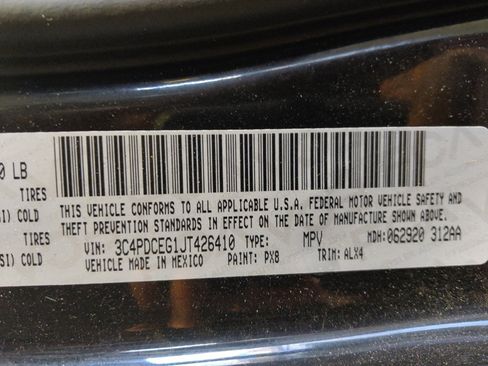 0 LB
TIRES
SI) COLD
TIRES
SI) COLD
THIS VEHICLE CONFORMS TO ALL APPLICABLE U.S.A. FEDERAL MOTOR VEHICLE SAFETY AND
THEFT PREVENTION STANDARDS IN EFFECT ON THE DATE OF MANUFACTURE SHOWN ABOVE.
VIN: 3C4PDCEG1JT426410 TYPE: MPV MDH: 062920 312AA
VEHICLE MADE IN MEXICO PAINT: PX8 TRIM: ALX4